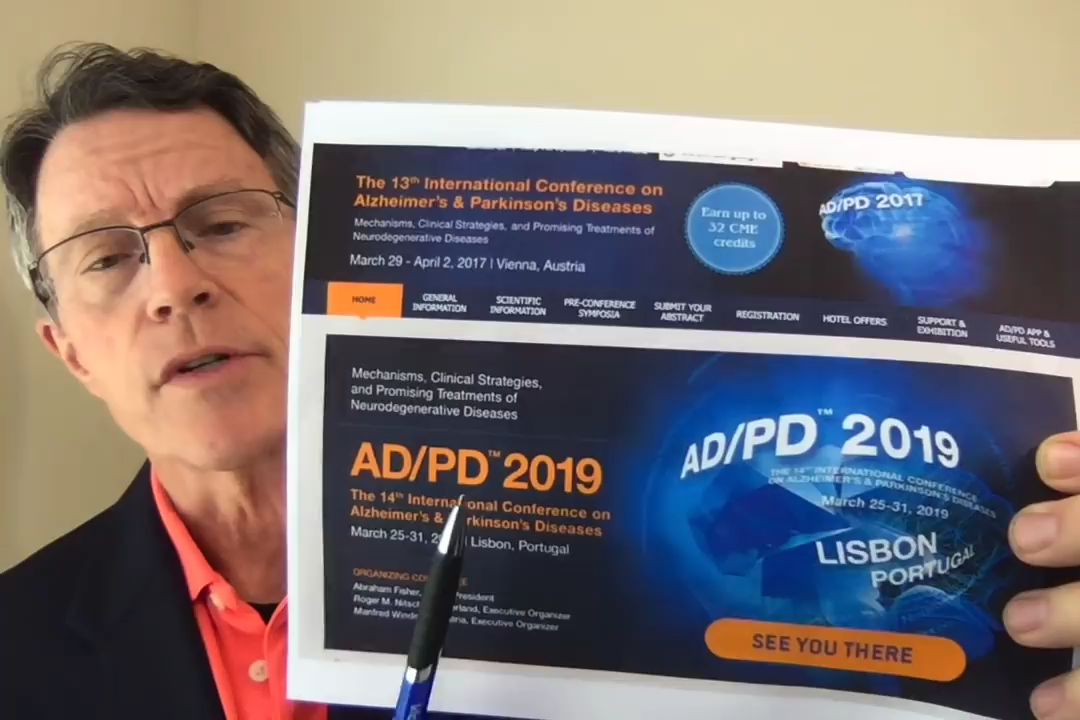 The 13th International Conference on
Alzheimer's & Parkinson's Diseases
Mechanisms, Clinical Strategies, and Promising Treatments of
Neurodegenerative Diseases
March 29 - April 2, 2017 | Vienna, Austria
Earn up to
32 CME
credits
AD/PD 2017
HOME
GENERAL
INFORMATION
SCIENTIFIC
INFORMATION
PRE-CONFERENCE
SYMPOSIA
SUBMIT YOUR
ABSTRACT
REGISTRATION
HOTEL OFFERS
SUPPORT &
EXHIBITION
AD/PD APP &
USEFUL TOOLS
Mechanisms, Clinical Strategies,
and Promising Treatments of
Neurodegenerative Diseases
AD/PD™ 2019
The 14th International Conference on
Alzheimer's & Parkinson's Diseases
March 25-31, | Lisbon, Portugal
ORGANIZING
Abraham Fisher, President
Roger M. Executive Organizer
Manfred Executive Organizer
AD/PD™ 2019
THE 14TH INTERNATIONAL CONFERENCE
ON ALZHEIMER'S & PARKINSON'S DISEASES
March 25-31, 2019
LISBON
PORTUGAL
SEE YOU THERE